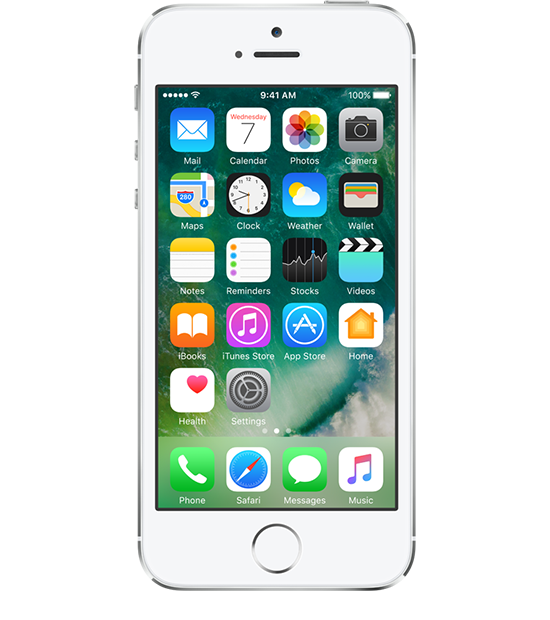 9:41 AM 100%
Wednesday
7
Mail Calendar Photos Camera
280
Maps Clock Weather Wallet
Notes Reminders Stocks Videos
iBooks iTunes Store App Store Home
Health Settings
Phone Safari Messages Music